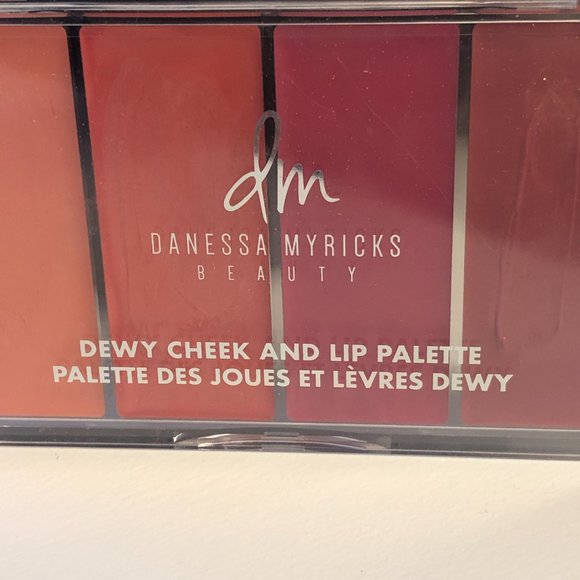 dm
DANESSA MYRICKS
BEAUTY
DEWY CHEEK AND LIP PALETTE
PALETTE DES JOUES ET LÈVRES DEWY